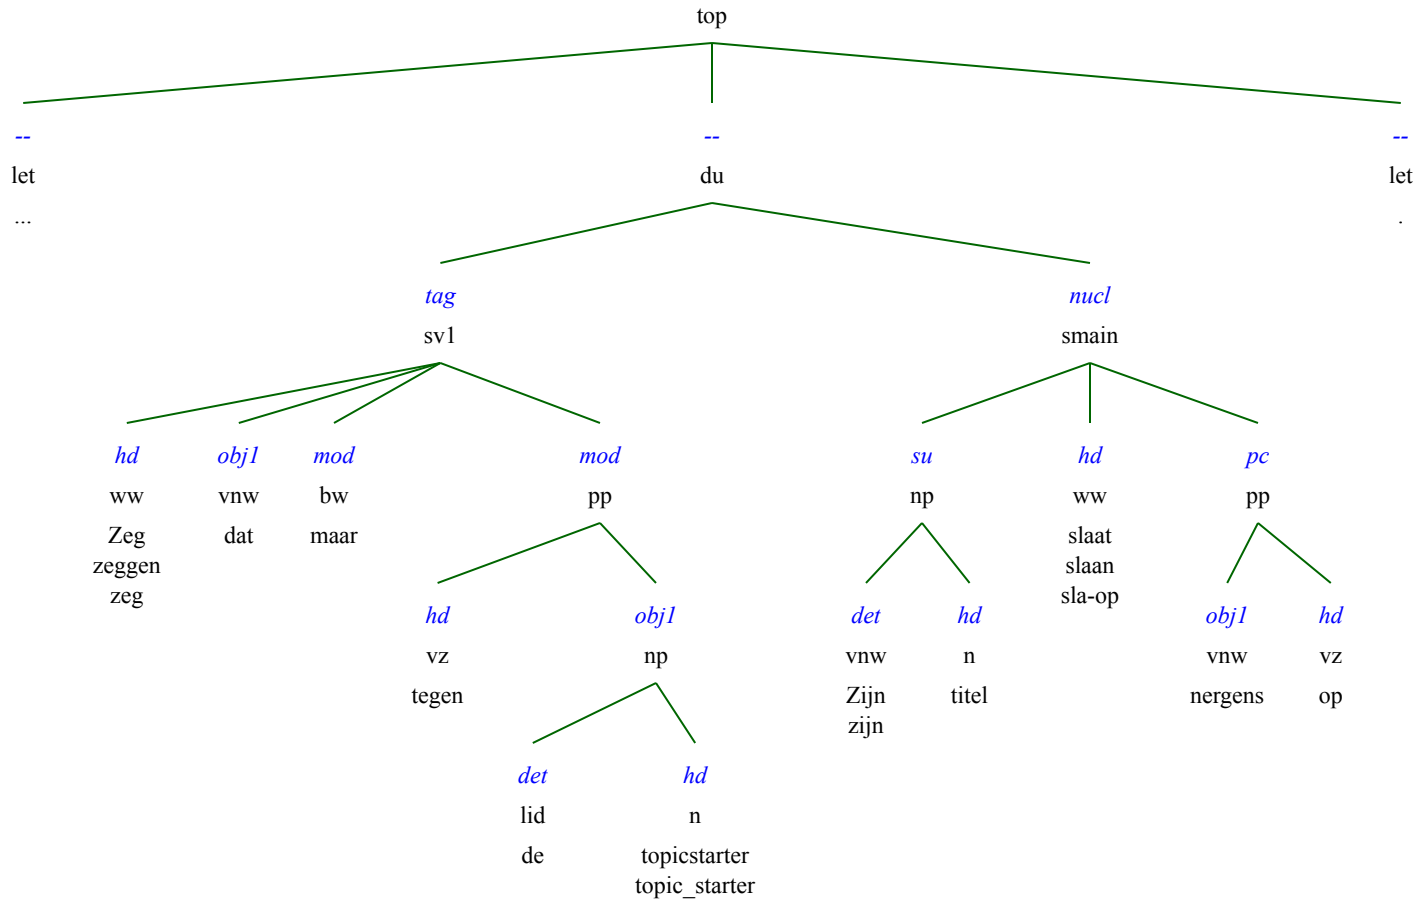 top
-- -- --
let du let
... .
tag nucl
sv1 smain
hd obj1 mod mod su hd pc
ww vnw bw pp np ww pp
Zeg dat maar slaat
zeggen slaan
zeg sla-op
hd obj1 det hd obj1 hd
vz np vnw n vnw vz
tegen Zijn titel nergens op
zijn
det hd
lid n
de topicstarter
topic_starter